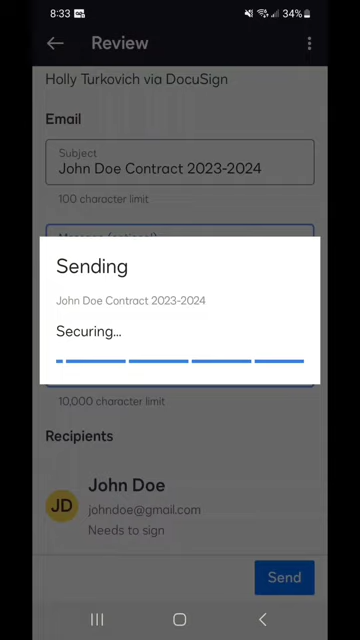 8:33
34%
Review
Holly Turkovich via DocuSign
Email
Subject
John Doe Contract 2023-2024
100 character limit
Message (optional)
Sending
John Doe Contract 2023-2024
Securing...
10,000 character limit
Recipients
JD
John Doe
johndoe@gmail.com
Needs to sign
Send